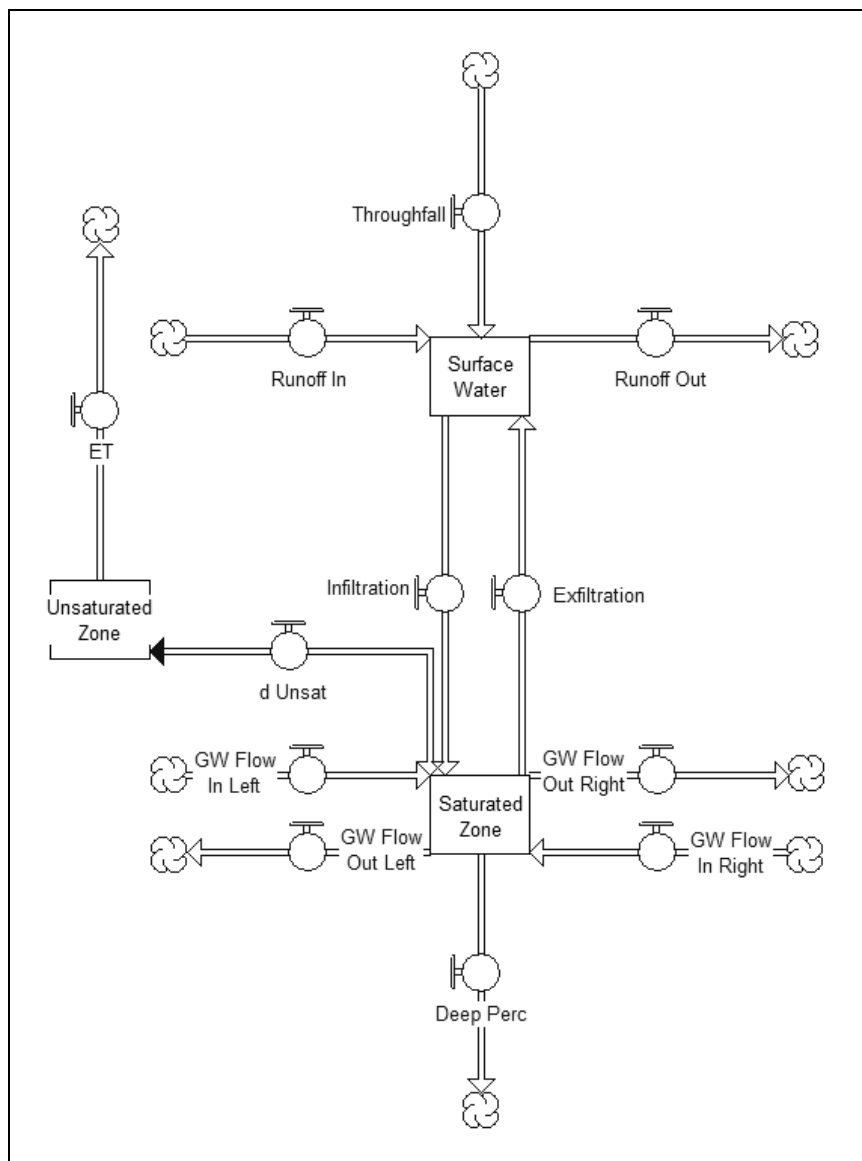 Throughfall
Runoff In
Surface
Water
Runoff Out
ET
Infiltration
Exfiltration
Unsaturated
Zone
d Unsat
GW Flow
In Left
GW Flow
Out Right
Saturated
Zone
GW Flow
Out Left
GW Flow
In Right
Deep Perc